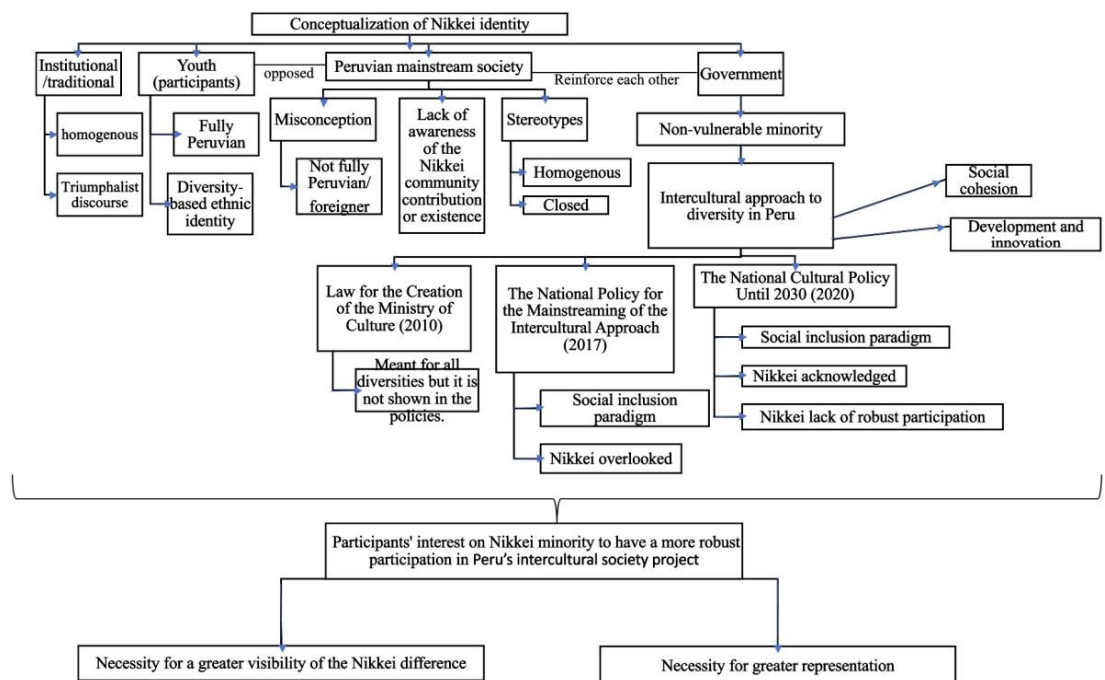 Conceptualization of Nikkei identity
Institutional
/traditional
Youth
(participants)
opposed
Peruvian mainstream society
Reinforce each other
Government
homogenous
Triumphalist
discourse
Fully
Peruvian
Diversity-
based ethnic
identity
Misconception
Not fully
Peruvian/
foreigner
Lack of
awareness
of the
Nikkei
community
contribution
or existence
Stereotypes
Homogenous
Closed
Non-vulnerable minority
Intercultural approach to
diversity in Peru
Social
cohesion
Development and
innovation
Law for the Creation
of the Ministry of
Culture (2010)
Meant for all
diversities but it is
not shown in the
policies.
The National Policy for
the Mainstreaming of the
Intercultural Approach
(2017)
Social inclusion
paradigm
Nikkei overlooked
The National Cultural Policy
Until 2030 (2020)
Social inclusion paradigm
Nikkei acknowledged
Nikkei lack of robust participation
Participants' interest on Nikkei minority to have a more robust
participation in Peru's intercultural society project
Necessity for a greater visibility of the Nikkei difference
Necessity for greater representation